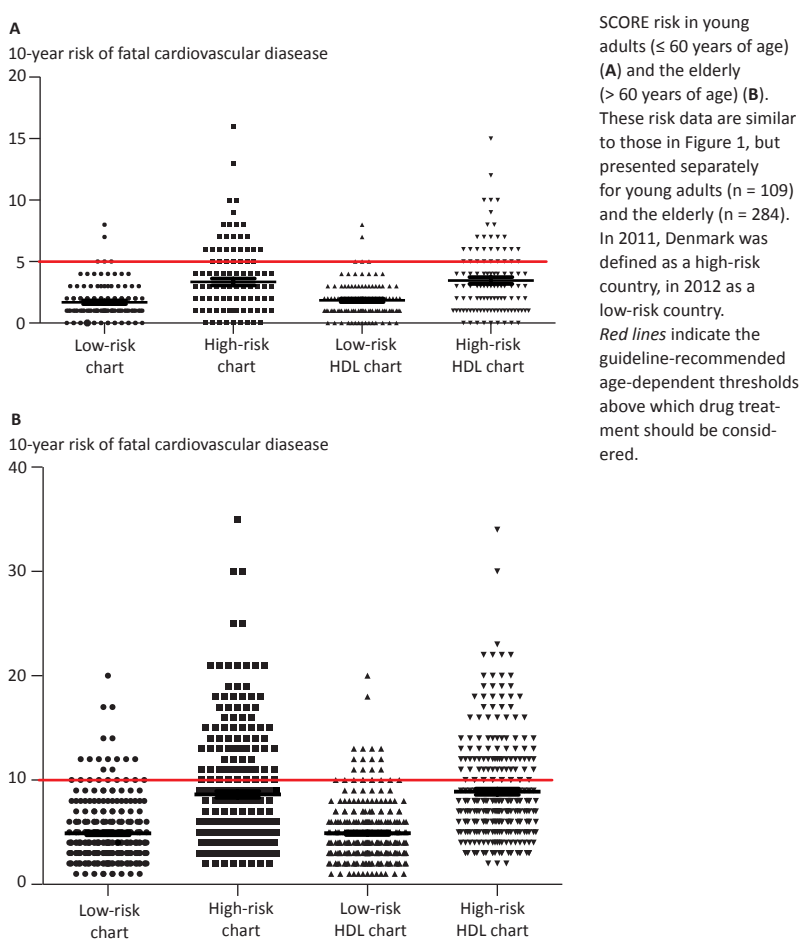 A
10-year risk of fatal cardiovascular diasease
20
15
10
5
0
Low-risk
chart
High-risk
chart
Low-risk
HDL chart
High-risk
HDL chart
B
10-year risk of fatal cardiovascular diasease
40
30
20
10
0
Low-risk
chart
High-risk
chart
Low-risk
HDL chart
High-risk
HDL chart
SCORE risk in young
adults (≤ 60 years of age)
(A) and the elderly
(> 60 years of age) (B).
These risk data are similar
to those in Figure 1, but
presented separately
for young adults (n = 109)
and the elderly (n = 284).
In 2011, Denmark was
defined as a high-risk
country, in 2012 as a
low-risk country.
Red lines indicate the
guideline-recommended
age-dependent thresholds
above which drug treat-
ment should be consid-
ered.